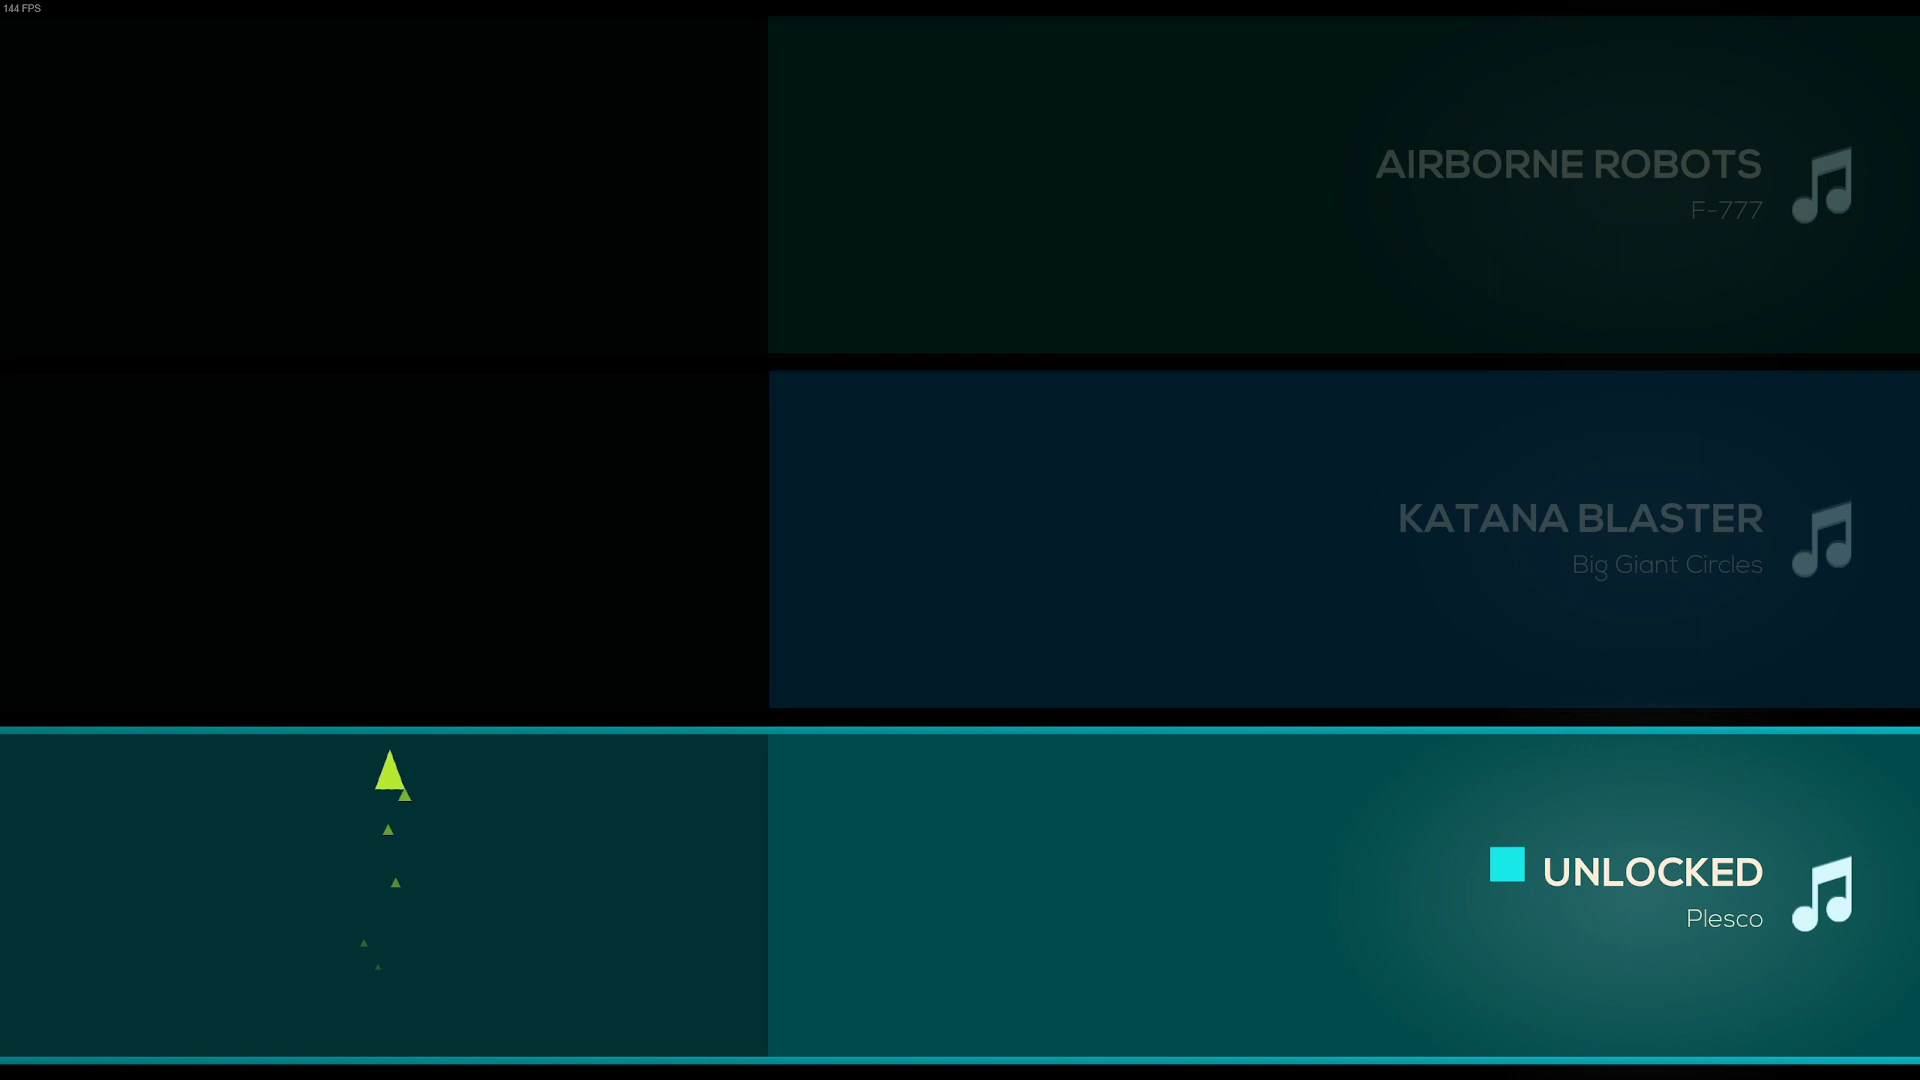 144 FPS
AIRBORNE ROBOTS
F-777
KATANA BLASTER
Big Giant Circles
UNLOCKED
Plesco